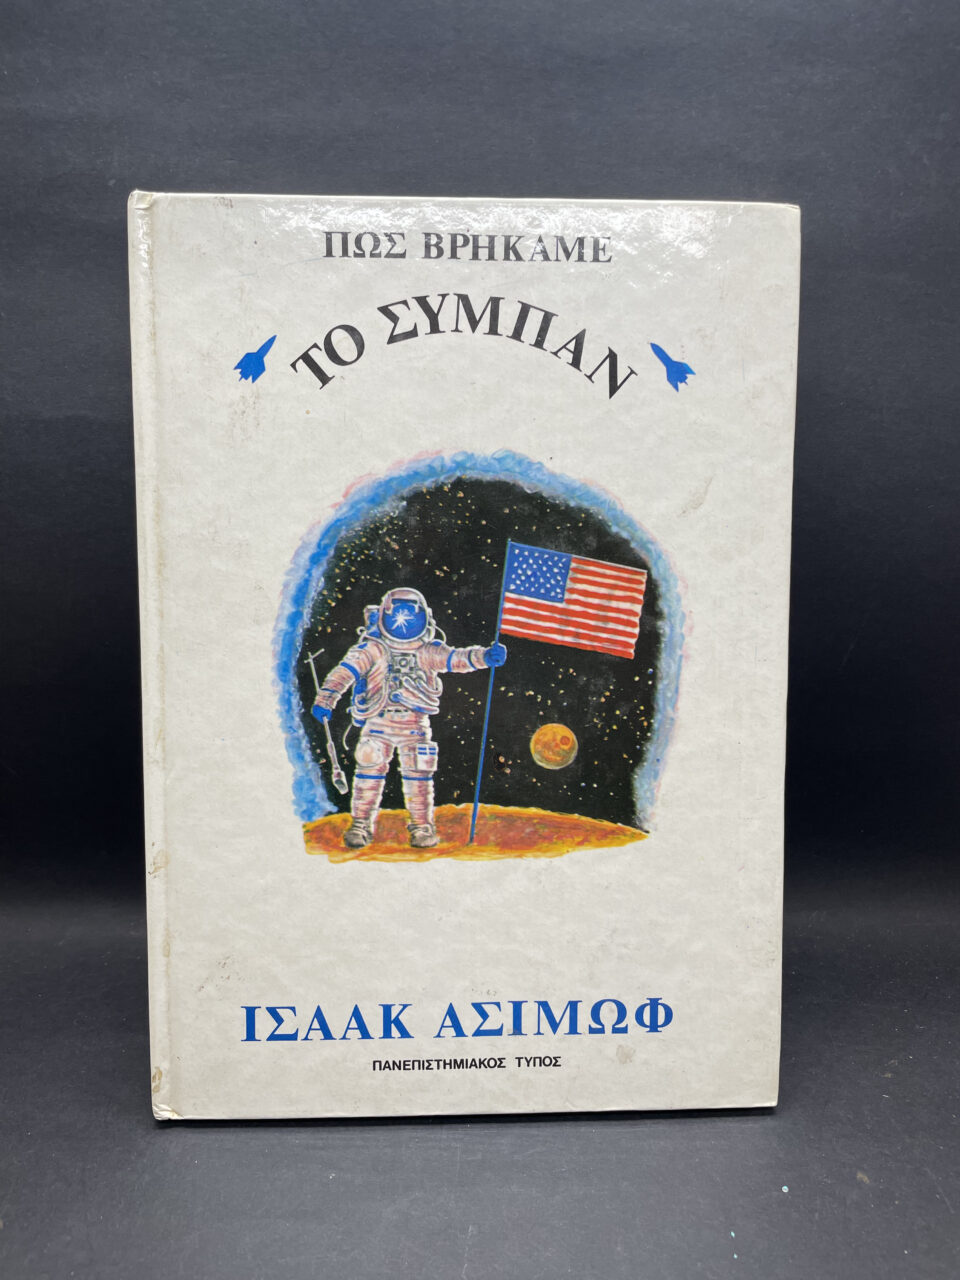 ΠΩΣ ΒΡΗΚΑΜΕ
ΤΟ ΣΥΜΠΑΝ
ΙΣΑΑΚ ΑΣΙΜΩΦ
ΠΑΝΕΠΙΣΤΗΜΙΑΚΟΣ ΤΥΠΟΣ